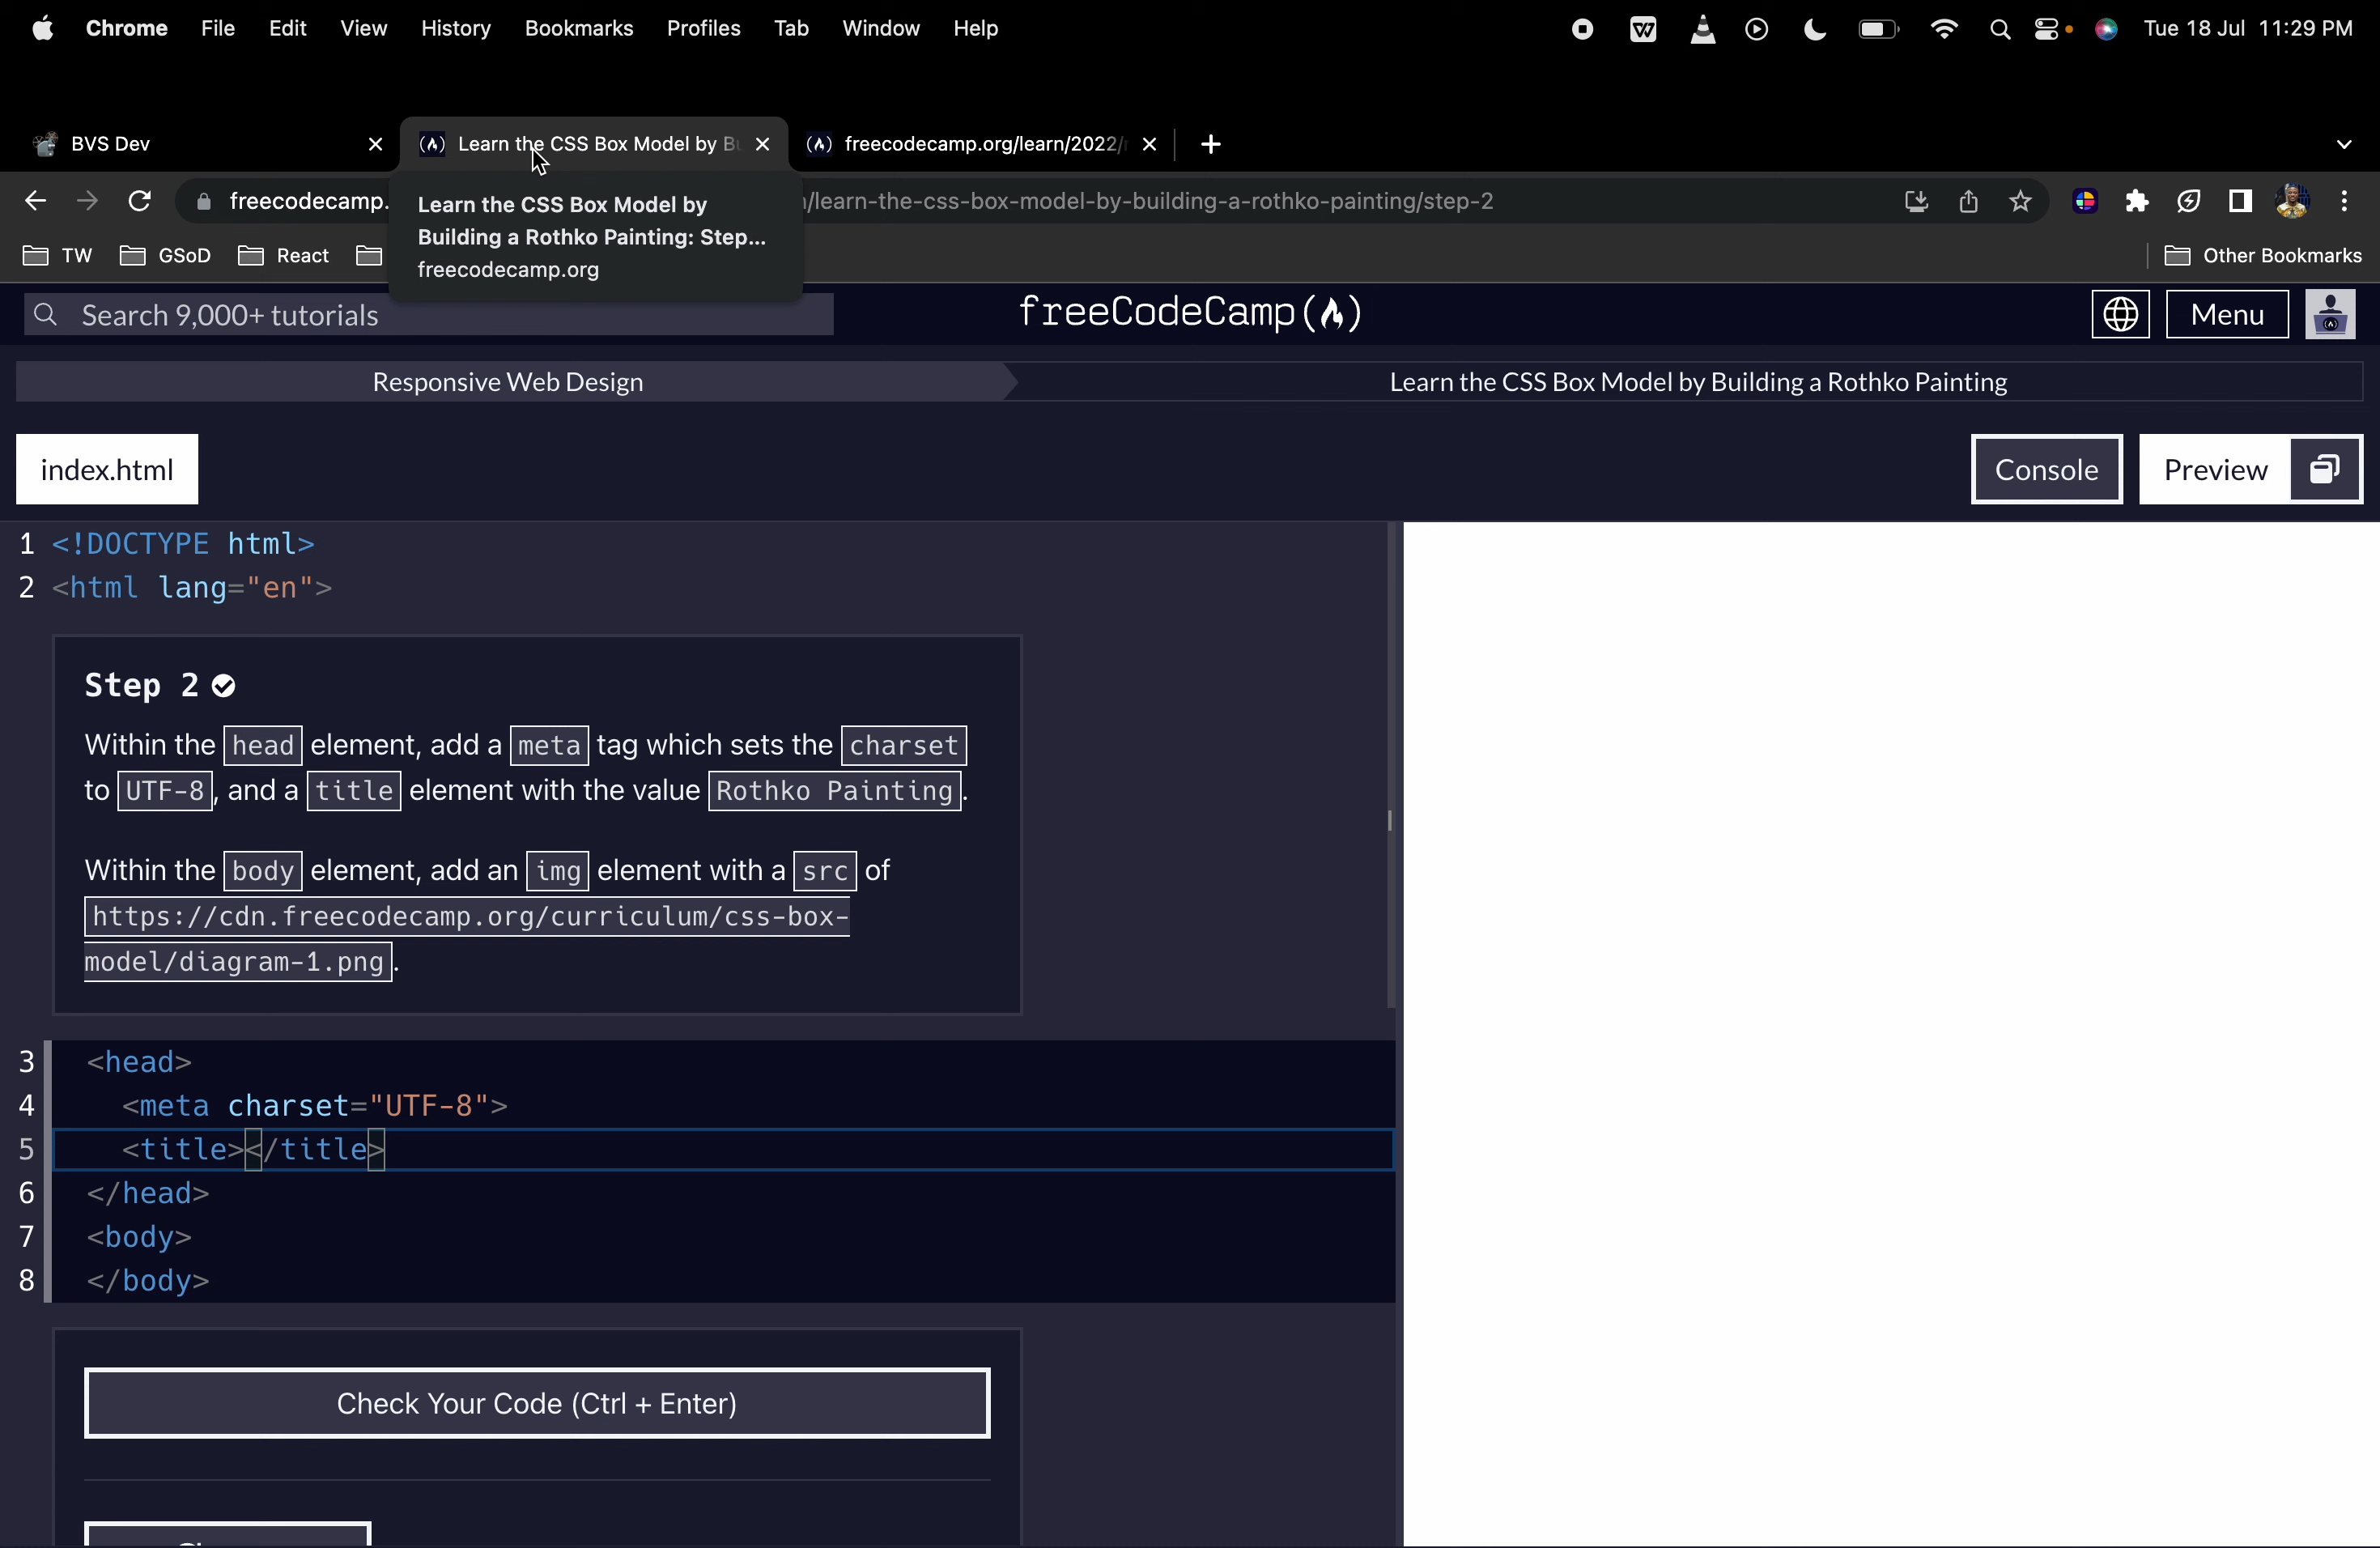 Chrome File Edit View History Bookmarks Profiles Tab Window Help Tue 18 Jul 11:29 PM
BVS Dev Learn the CSS Box Model by freecodecamp.org/learn/2022/
freecodecamp. /learn-the-css-box-model-by-building-a-rothko-painting/step-2
Learn the CSS Box Model by
Building a Rothko Painting: Step...
freecodecamp.org
TW GSoD React Other Bookmarks
Search 9,000+ tutorials freeCodeCamp Menu
Responsive Web Design Learn the CSS Box Model by Building a Rothko Painting
index.html Console Preview
1 <!DOCTYPE html>
2 <html lang="en">
Step 2
Within the head element, add a meta tag which sets the charset
to UTF-8, and a title element with the value Rothko Painting.
Within the body element, add an img element with a src of
https://cdn.freecodecamp.org/curriculum/css-box-
model/diagram-1.png.
3 <head>
4 <meta charset="UTF-8">
5 <title></title>
6 </head>
7 <body>
8 </body>
Check Your Code (Ctrl + Enter)